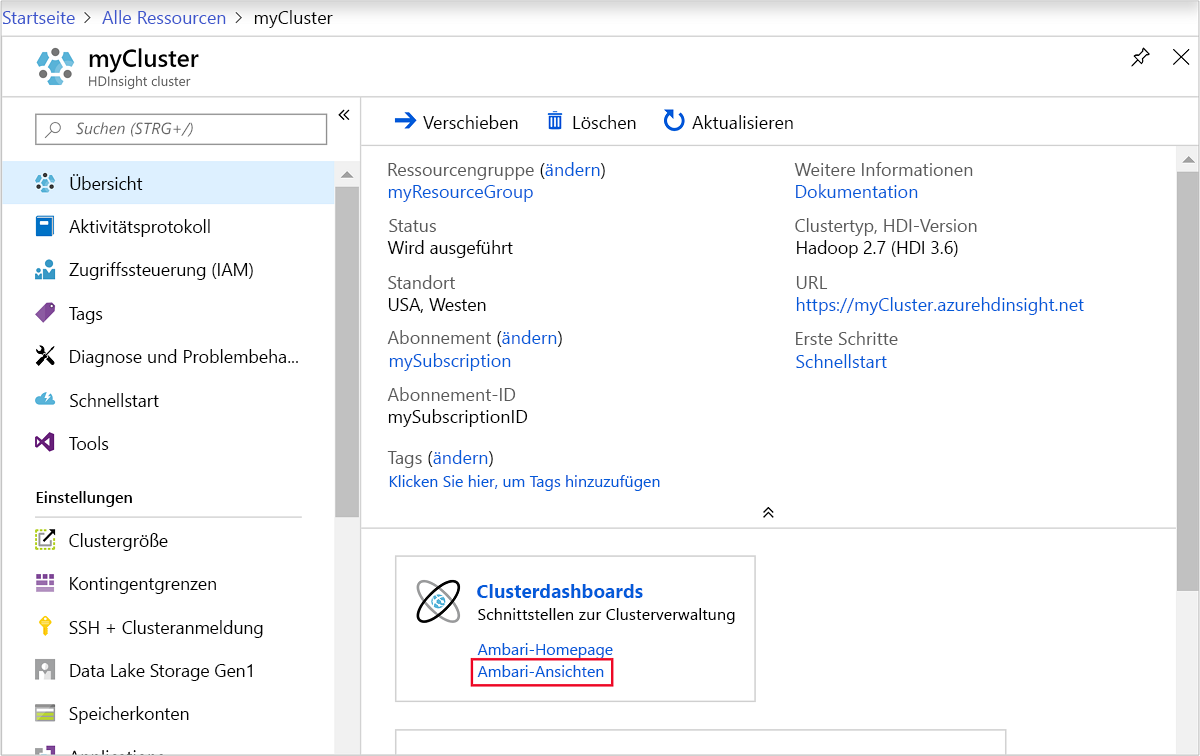 Startseite > Alle Ressourcen > myCluster
myCluster
HDInsight cluster
Suchen (STRG+/)
«
Übersicht
Aktivitätsprotokoll
Zugriffssteuerung (IAM)
Tags
Diagnose und Problembeha...
Schnellstart
Tools
Einstellungen
Clustergröße
Kontingentgrenzen
SSH + Clusteranmeldung
Data Lake Storage Gen1
Speicherkonten
Verschieben
Löschen
Aktualisieren
Ressourcengruppe (ändern)
myResourceGroup
Status
Wird ausgeführt
Standort
USA, Westen
Abonnement (ändern)
mySubscription
Abonnement-ID
mySubscriptionID
Tags (ändern)
Klicken Sie hier, um Tags hinzuzufügen
Weitere Informationen
Dokumentation
Clustertyp, HDI-Version
Hadoop 2.7 (HDI 3.6)
URL
https://myCluster.azurehdinsight.net
Erste Schritte
Schnellstart
Clusterdashboards
Schnittstellen zur Clusterverwaltung
Ambari-Homepage
Ambari-Ansichten